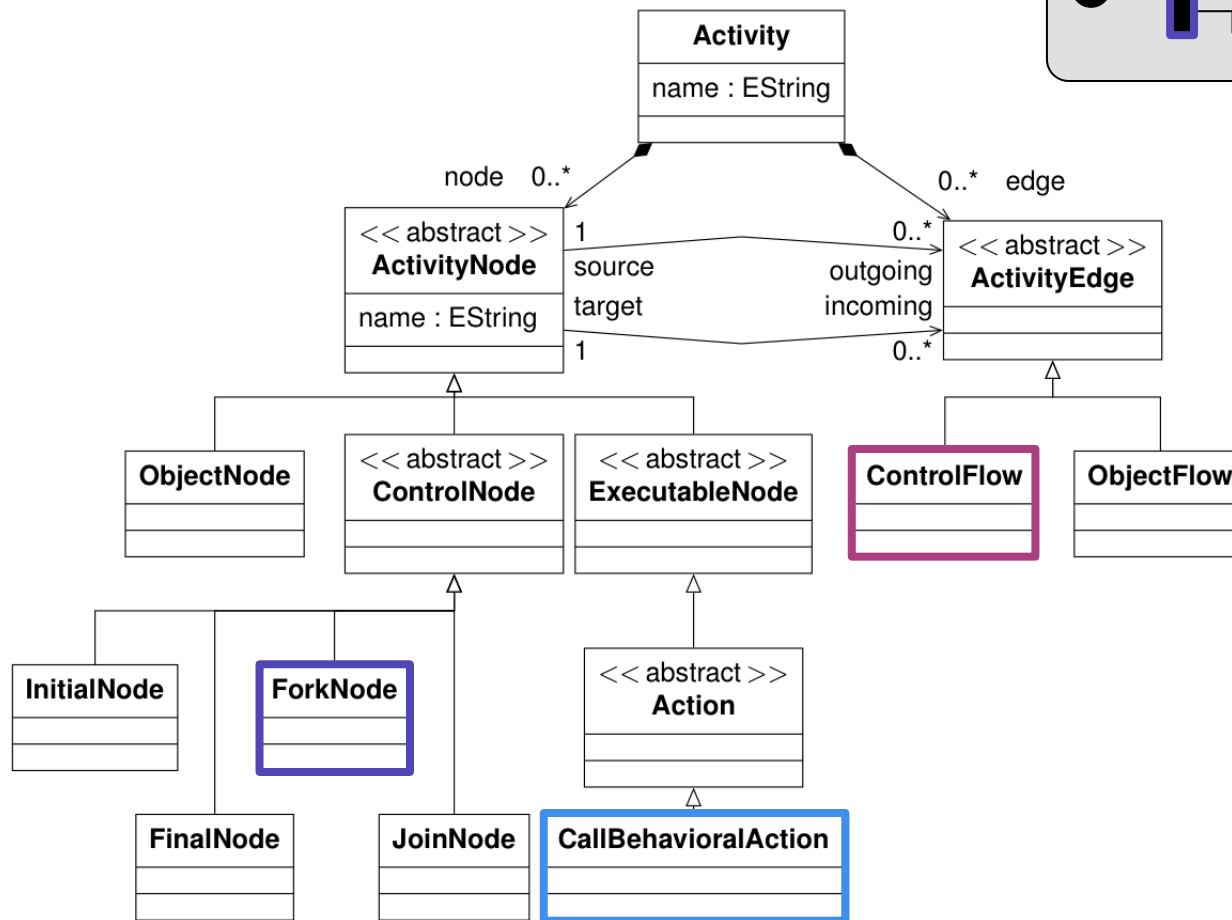 Activity
name : EString
node 0..*
0..* edge
<< abstract >>
ActivityNode
name : EString
1
source
target
1
0..*
outgoing
incoming
0..*
<< abstract >>
ActivityEdge
ObjectNode
<< abstract >>
ControlNode
<< abstract >>
ExecutableNode
ControlFlow
ObjectFlow
InitialNode
ForkNode
<< abstract >>
Action
FinalNode
JoinNode
CallBehavioralAction